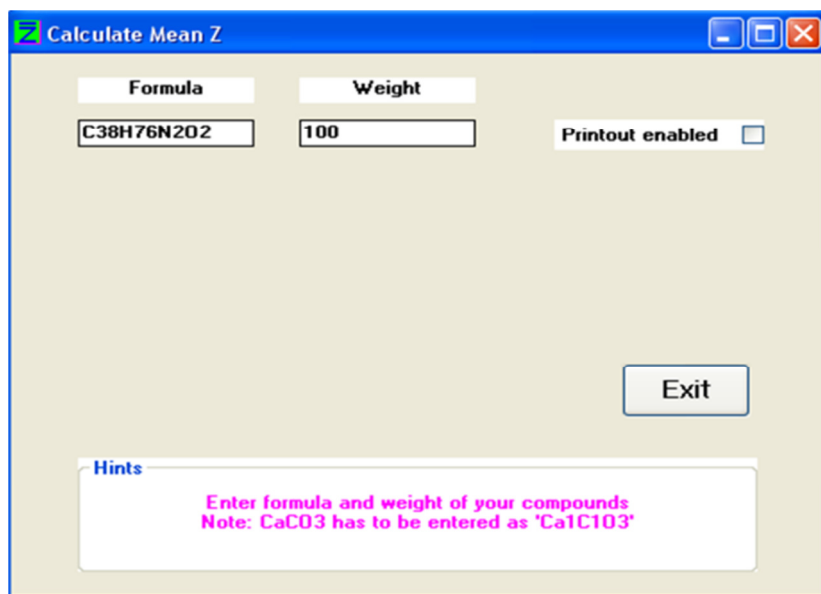 Calculate Mean Z
Formula Weight
C38H76N2O2 100 Printout enabled
Exit
Hints
Enter formula and weight of your compounds
Note: CaCO3 has to be entered as 'Ca1C1O3'